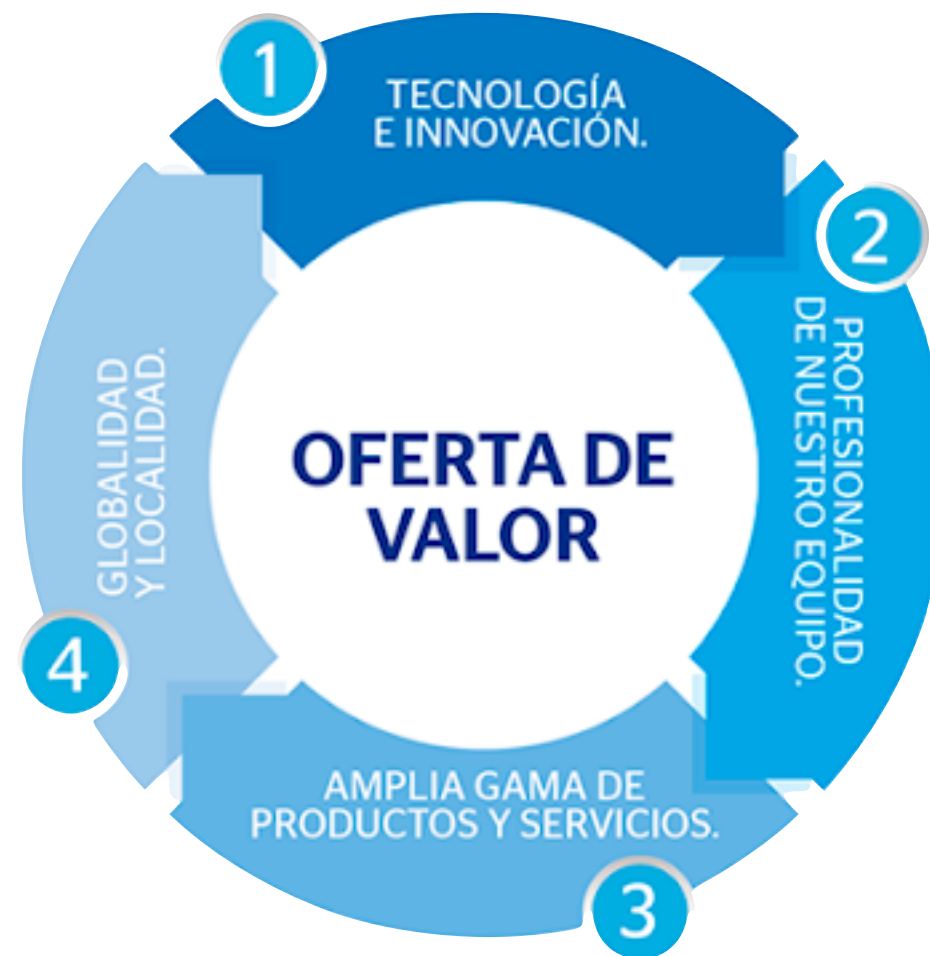 1
TECNOLOGÍA
E INNOVACIÓN.
2
PROFESIONALIDAD
DE NUESTRO EQUIPO.
OFERTA DE
VALOR
3
AMPLIA GAMA DE
PRODUCTOS Y SERVICIOS.
4
GLOBALIDAD
Y LOCALIDAD.